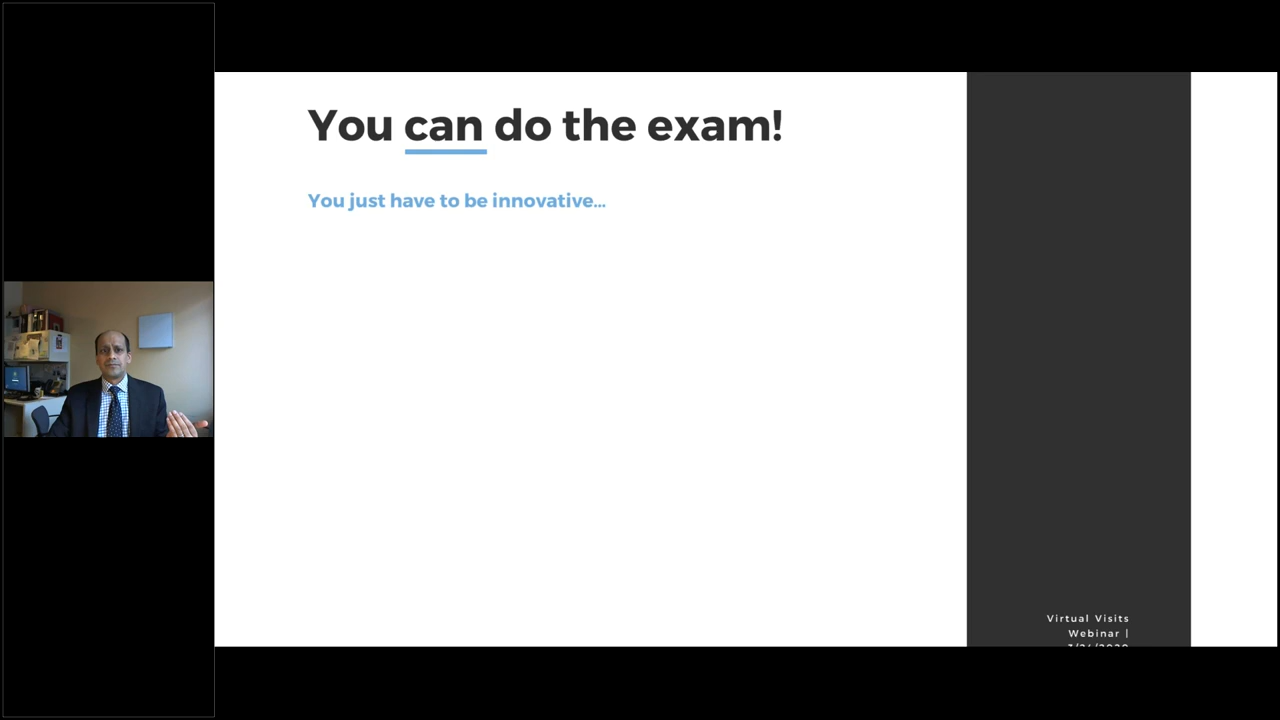 You can do the exam!
You just have to be innovative...
Virtual Visits
Webinar |